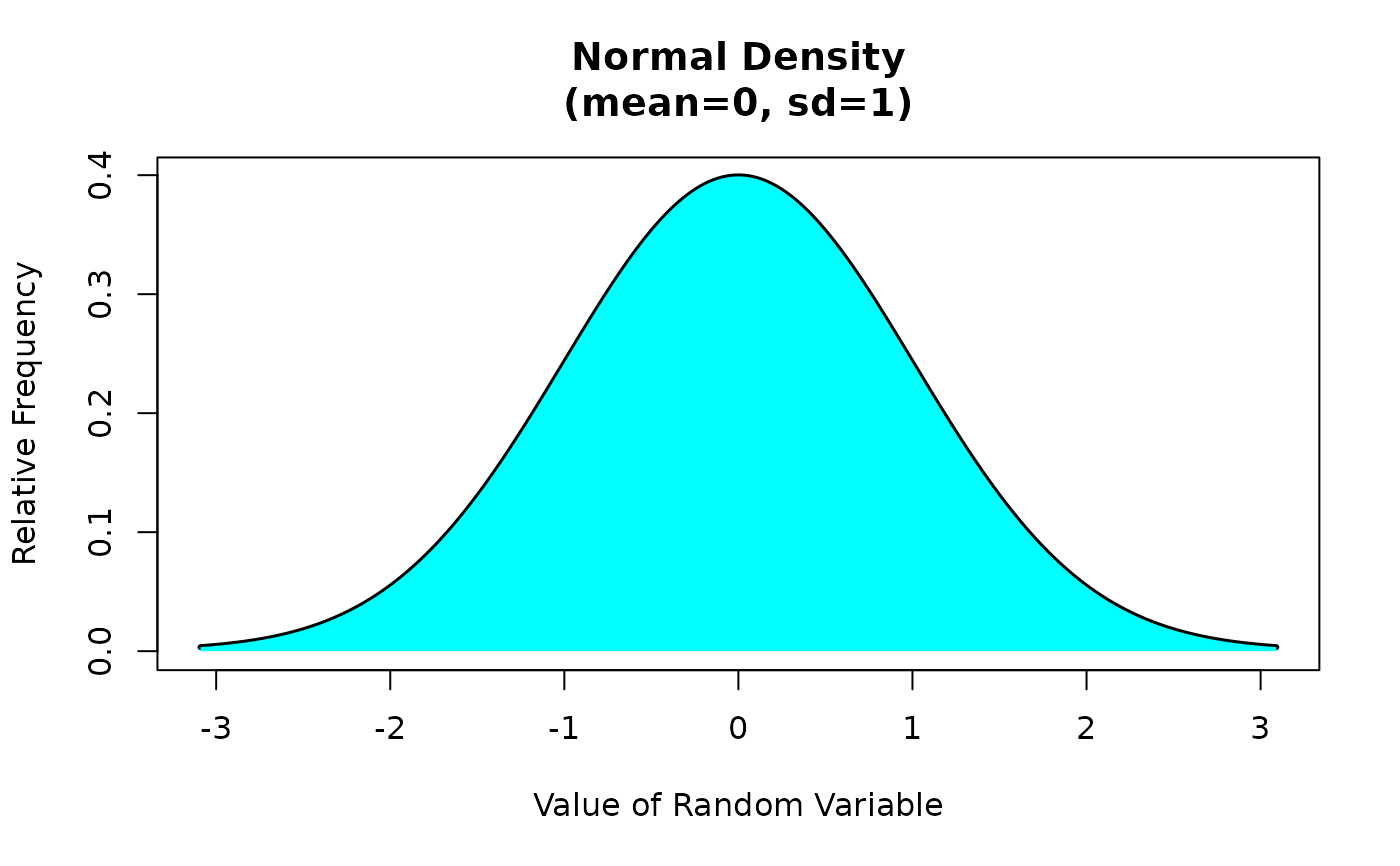 Normal Density
(mean=0, sd=1)
Relative Frequency
0.4
0.3
0.2
0.1
0.0
-3 -2 -1 0 1 2 3
Value of Random Variable